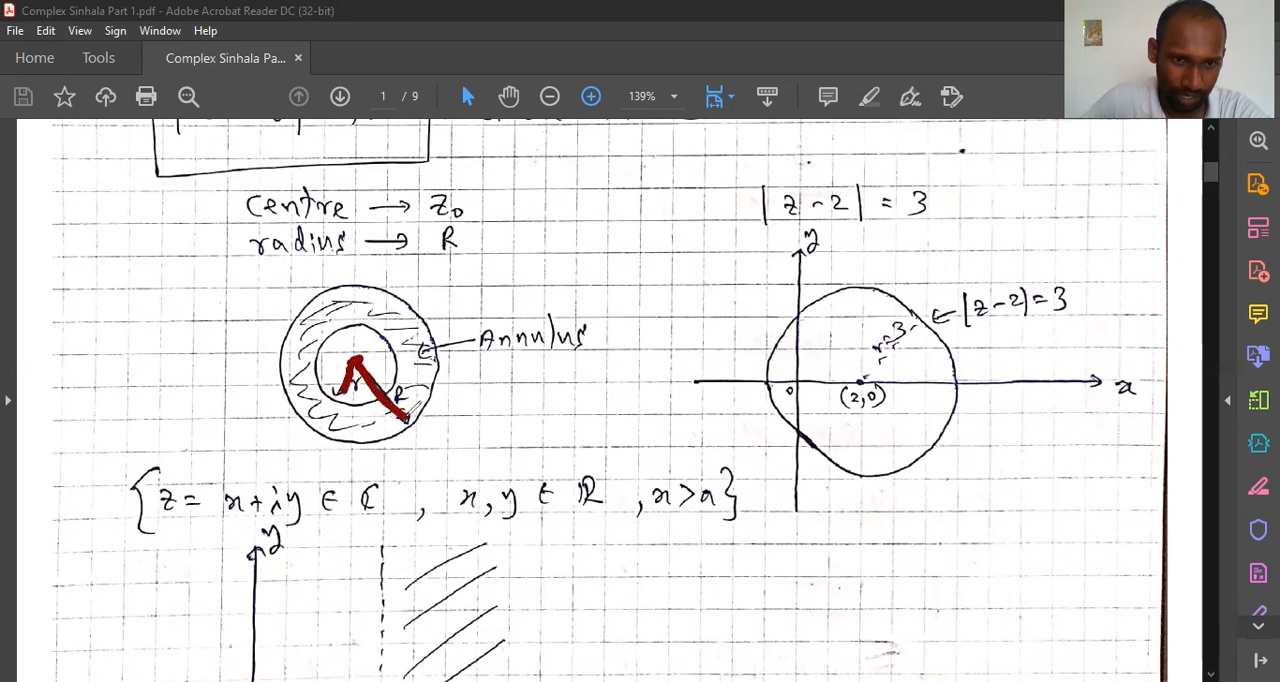 Complex Sinhala Part 1.pdf - Adobe Acrobat Reader DC (32-bit)
File Edit View Sign Window Help
Home Tools Complex Sinhala Pa... ×
1 / 9 139%
centre → z₀
radius → R
|z - 2| = 3
y
|z - 2| = 3
r=3
Annulus
r
R
0
(2,0)
x
{z = x + iy ∈ ℂ , x, y ∈ ℝ , x > a}
y